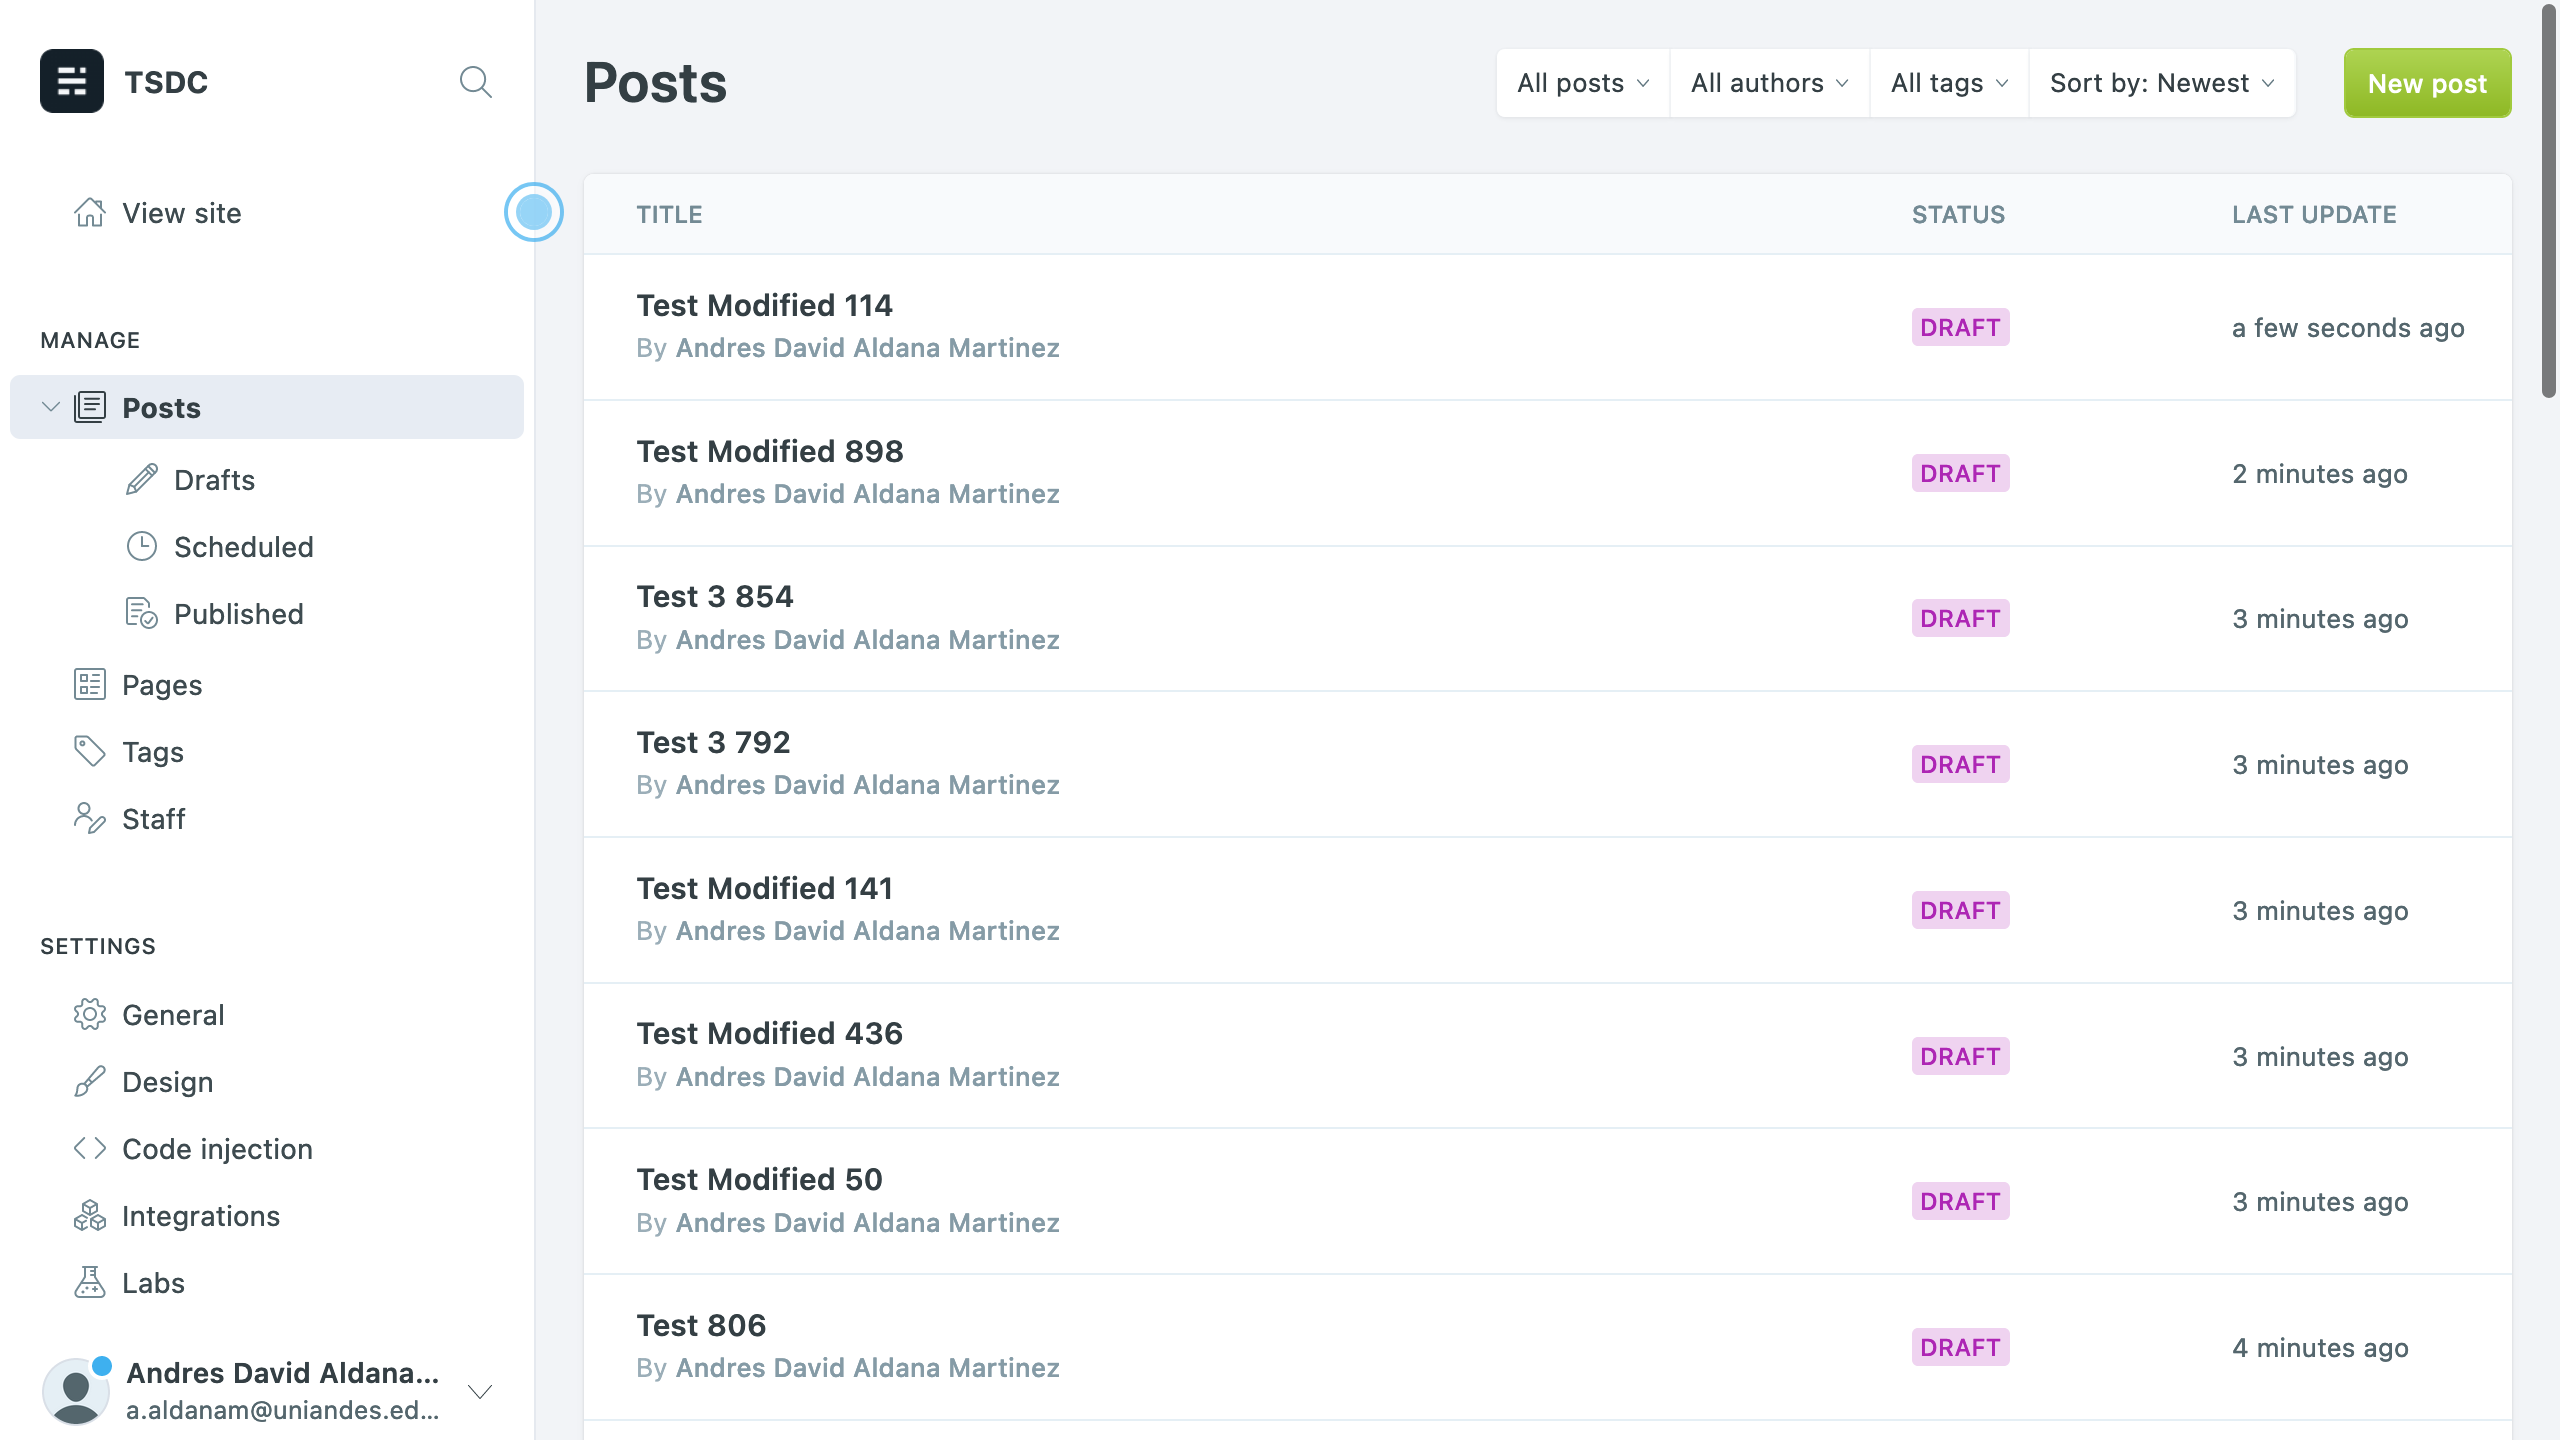 TSDC
View site
MANAGE
Posts
Drafts
Scheduled
Published
Pages
Tags
Staff
SETTINGS
General
Design
Code injection
Integrations
Labs
Andres David Aldana...
a.aldanam@uniandes.ed...
Posts
All posts
All authors
All tags
Sort by: Newest
New post
TITLE STATUS LAST UPDATE
Test Modified 114
By Andres David Aldana Martinez
DRAFT
a few seconds ago
Test Modified 898
By Andres David Aldana Martinez
DRAFT
2 minutes ago
Test 3 854
By Andres David Aldana Martinez
DRAFT
3 minutes ago
Test 3 792
By Andres David Aldana Martinez
DRAFT
3 minutes ago
Test Modified 141
By Andres David Aldana Martinez
DRAFT
3 minutes ago
Test Modified 436
By Andres David Aldana Martinez
DRAFT
3 minutes ago
Test Modified 50
By Andres David Aldana Martinez
DRAFT
3 minutes ago
Test 806
By Andres David Aldana Martinez
DRAFT
4 minutes ago